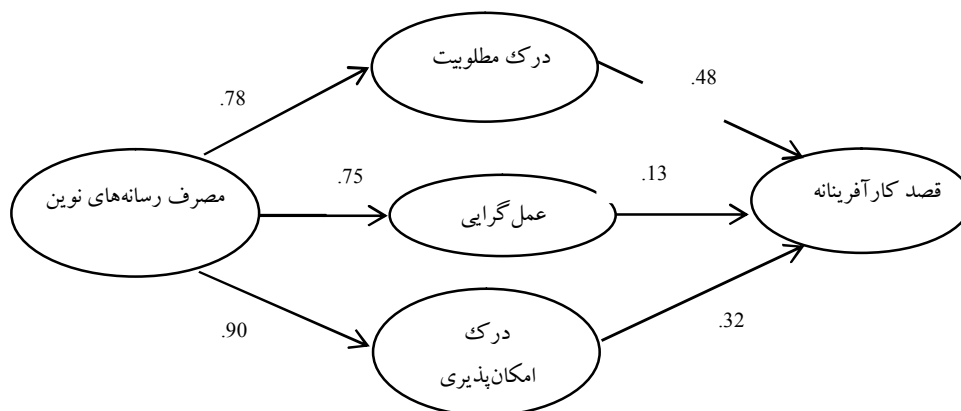 درک مطلوبیت
.48
.78
مصرف رسانه‌های نوین
.75
عمل‌گرایی
.13
قصد کارآفرینانه
.90
درک
امکان‌پذیری
.32